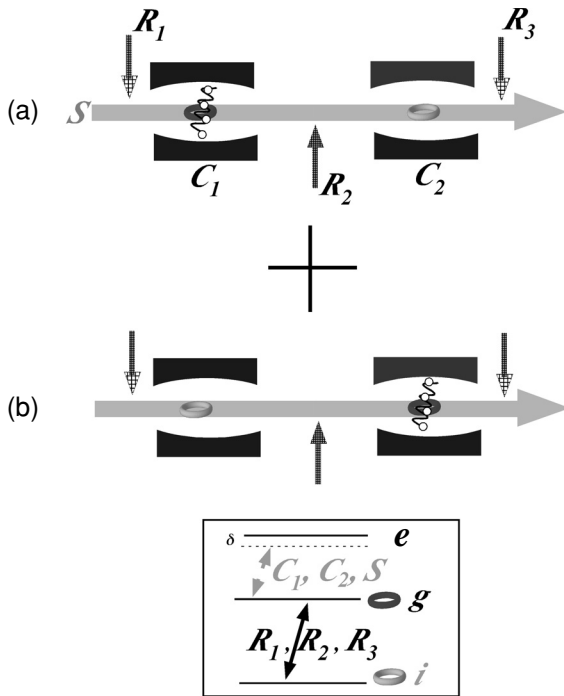 R1 R3
(a) S
C1 R2 C2
(b)
δ e
C1, C2, S
g
R1, R2, R3
i